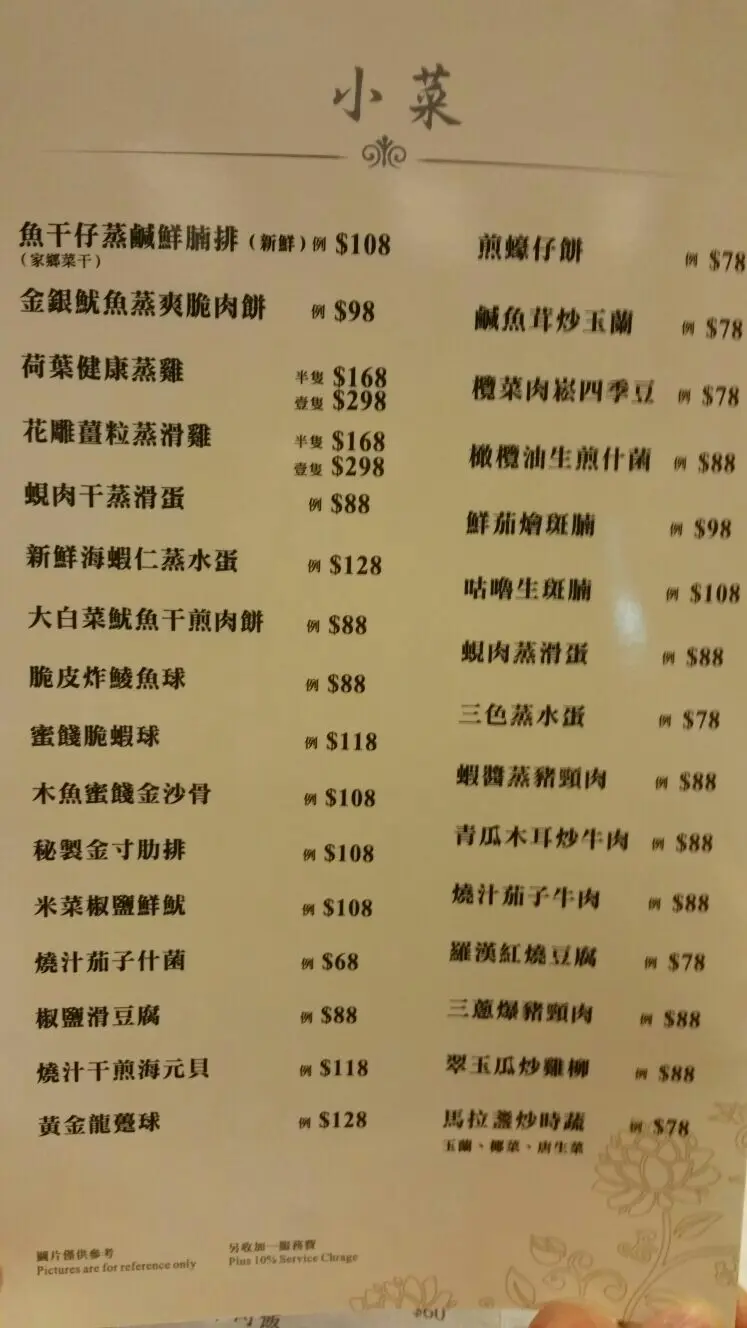 小菜
魚干仔蒸鹹鮮腩排（新鮮）例 $108
（家鄉菜干）
金銀魷魚蒸爽脆肉餅 例 $98
荷葉健康蒸雞 半隻 $168
壹隻 $298
花雕薑粒蒸滑雞 半隻 $168
壹隻 $298
蜆肉干蒸滑蛋 例 $88
新鮮海蝦仁蒸水蛋 例 $128
大白菜魷魚干煎肉餅 例 $88
脆皮炸鯪魚球 例 $88
蜜餞脆蝦球 例 $118
木魚蜜餞金沙骨 例 $108
秘製金寸肋排 例 $108
米菜椒鹽鮮魷 例 $108
燒汁茄子什菌 例 $68
椒鹽滑豆腐 例 $88
燒汁干煎海元貝 例 $118
黃金龍躉球 例 $128
煎蠔仔餅 例 $78
鹹魚茸炒玉蘭 例 $78
欖菜肉崧四季豆 例 $78
橄欖油生煎什菌 例 $88
鮮茄燴斑腩 例 $98
咕嚕生斑腩 例 $108
蜆肉蒸滑蛋 例 $88
三色蒸水蛋 例 $78
蝦醬蒸豬頸肉 例 $88
青瓜木耳炒牛肉 例 $88
燒汁茄子牛肉 例 $88
羅漢紅燒豆腐 例 $78
三蔥爆豬頸肉 例 $88
翠玉瓜炒雞柳 例 $88
馬拉盞炒時蔬 例 $78
玉蘭、椰菜、唐生菜
圖片僅供參考
Pictures are for reference only
另收加一服務費
Plus 10% Service Chrage
$60